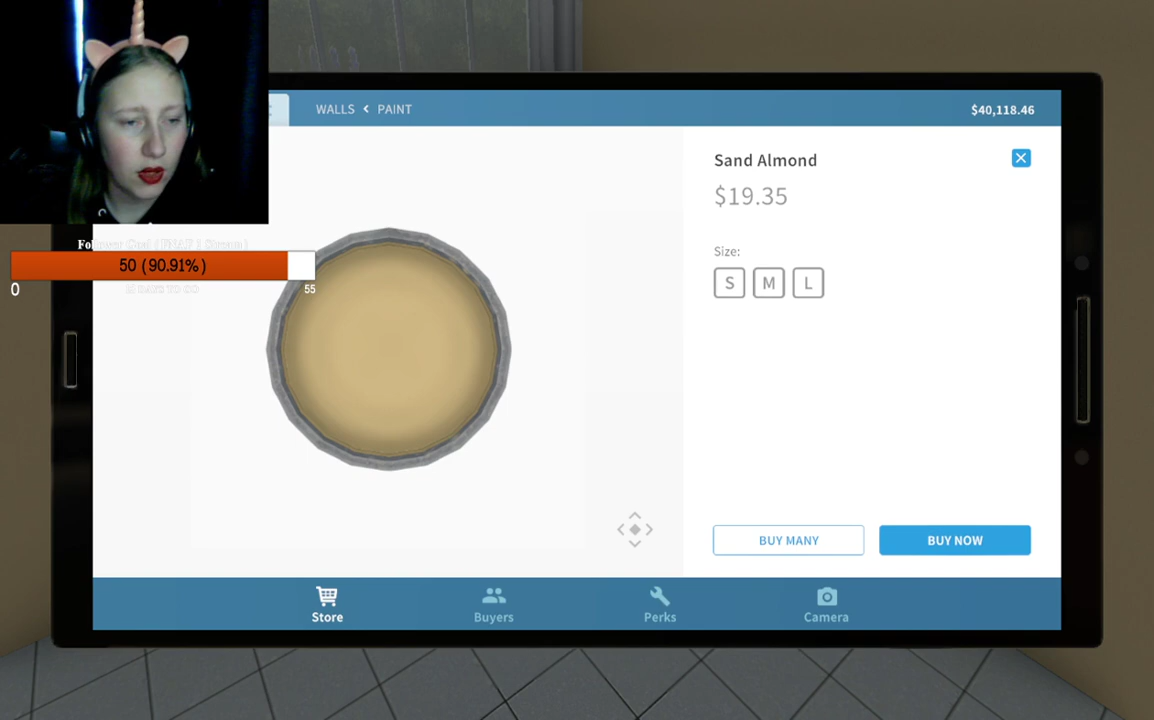 WALLS < PAINT
$40,118.46
Sand Almond
$19.35
Size:
S M L
50 (90.91%)
0
55
BUY MANY
BUY NOW
Store
Buyers
Perks
Camera